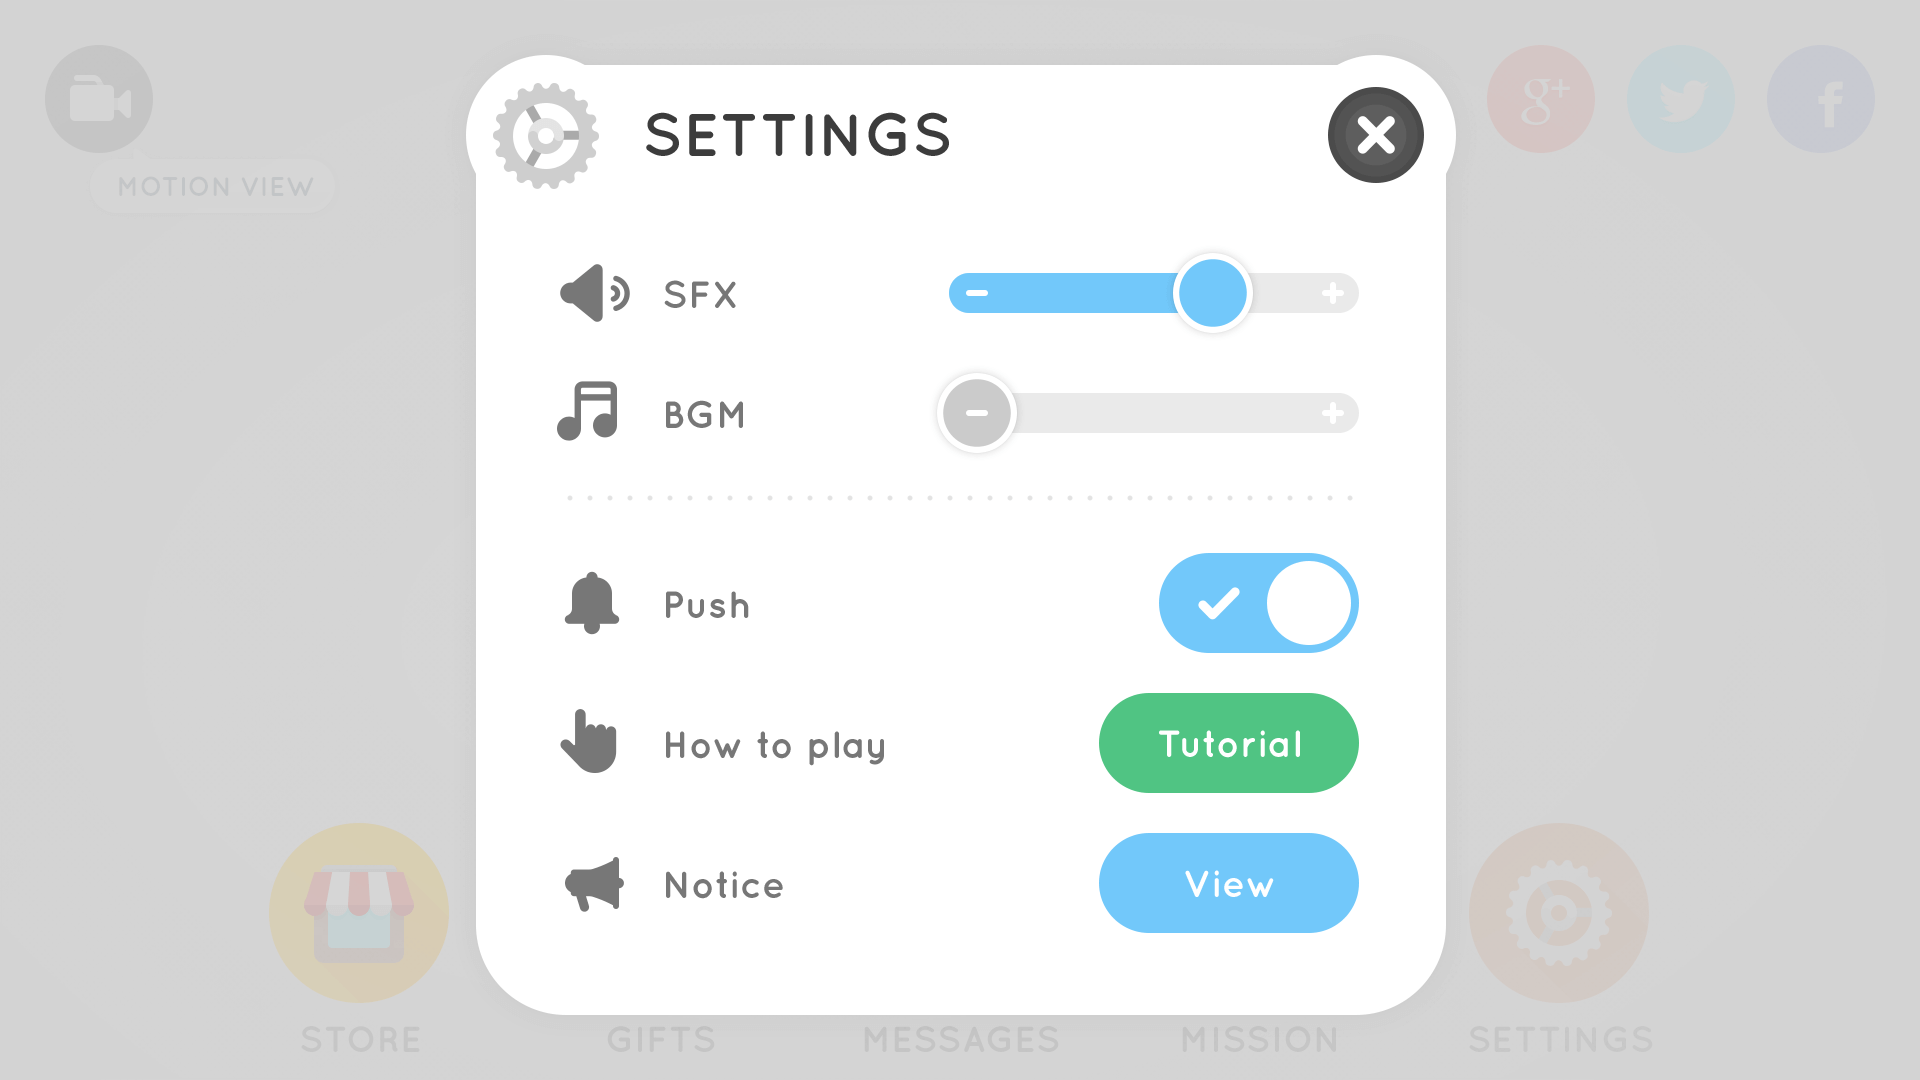 SETTINGS
g+
f
MOTION VIEW
SFX
BGM
Push
How to play
Tutorial
Notice
View
STORE
GIFTS
MESSAGES
MISSION
SETTINGS